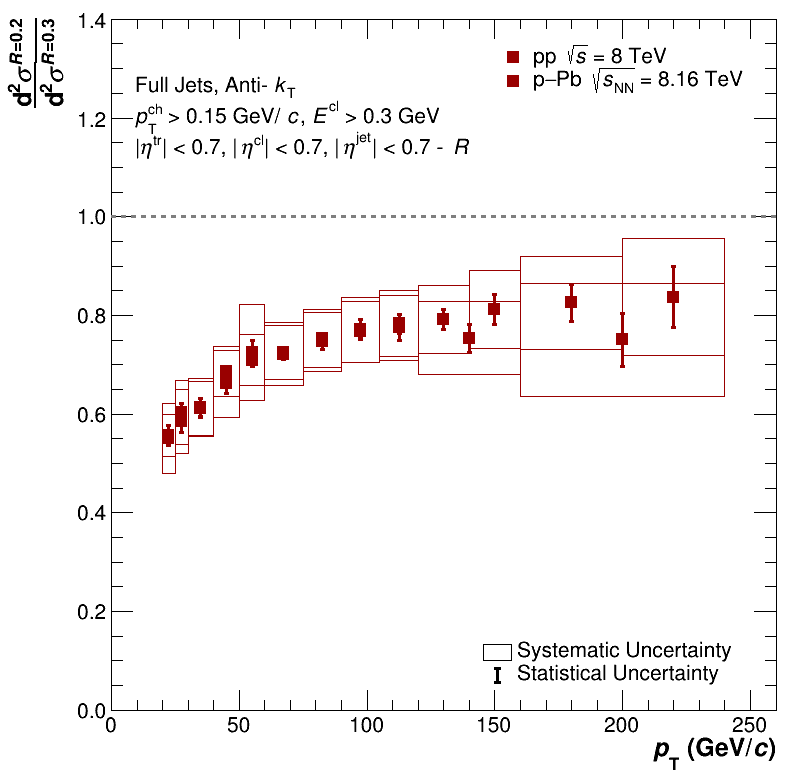 d²σ^R=0.2
d²σ^R=0.3
pp √s = 8 TeV
p–Pb √s_NN = 8.16 TeV
Full Jets, Anti- k_T
p_T^ch > 0.15 GeV/ c, E^cl > 0.3 GeV
|η^tr| < 0.7, | η^cl| < 0.7, | η^jet| < 0.7 - R
1.4
1.2
1.0
0.8
0.6
0.4
0.2
0.0
Systematic Uncertainty
Statistical Uncertainty
0 50 100 150 200 250
p_T (GeV/c)